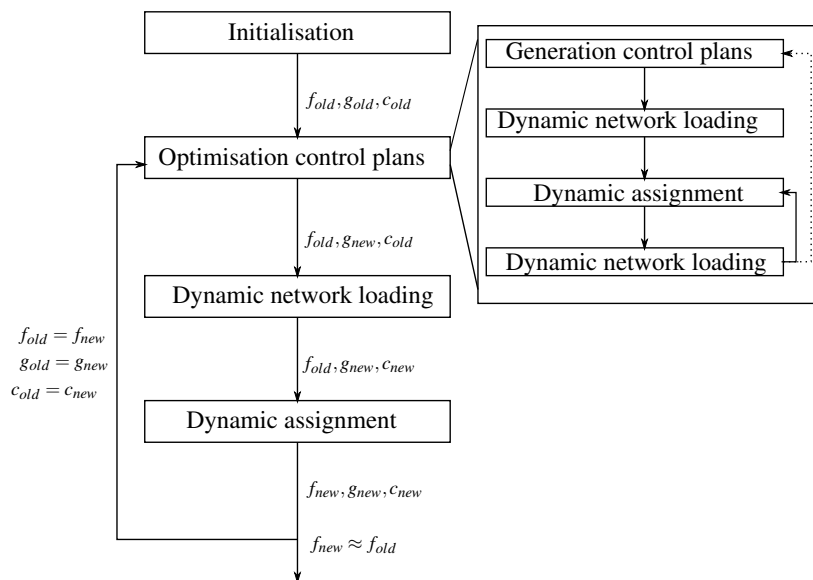 Initialisation
f_old, g_old, c_old
Optimisation control plans
f_old, g_new, c_old
Dynamic network loading
f_old = f_new
g_old = g_new
c_old = c_new
f_old, g_new, c_new
Dynamic assignment
f_new, g_new, c_new
f_new ≈ f_old
Generation control plans
Dynamic network loading
Dynamic assignment
Dynamic network loading